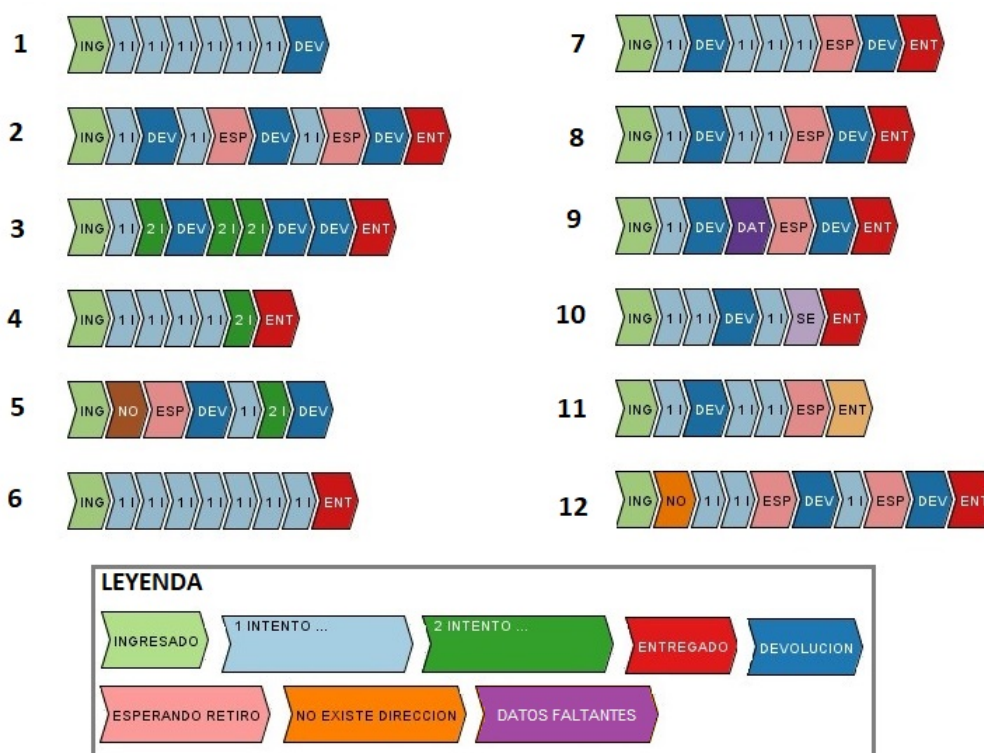 1 ING 1 I 1 I 1 I 1 I 1 I 1 I DEV
2 ING 1 I DEV 1 I ESP DEV 1 I ESP DEV ENT
3 ING 1 I 2 I DEV 2 I 2 I DEV DEV ENT
4 ING 1 I 1 I 1 I 1 I 2 I ENT
5 ING NO ESP DEV 1 I 2 I DEV
6 ING 1 I 1 I 1 I 1 I 1 I 1 I 1 I ENT
7 ING 1 I DEV 1 I 1 I 1 I ESP DEV ENT
8 ING 1 I DEV 1 I 1 I ESP DEV ENT
9 ING 1 I DEV DAT ESP DEV ENT
10 ING 1 I 1 I DEV 1 I SE ENT
11 ING 1 I DEV 1 I 1 I ESP ENT
12 ING NO 1 I 1 I ESP DEV 1 I ESP DEV ENT
LEYENDA
INGRESADO 1 INTENTO ... 2 INTENTO ... ENTREGADO DEVOLUCION
ESPERANDO RETIRO NO EXISTE DIRECCION DATOS FALTANTES